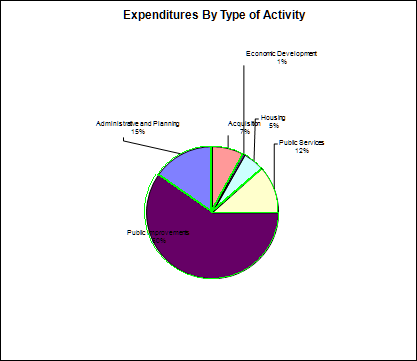 Expenditures By Type of Activity
Economic Development
1%
Administrative and Planning
15%
Acquisition
7%
Housing
5%
Public Services
12%
Public Improvements